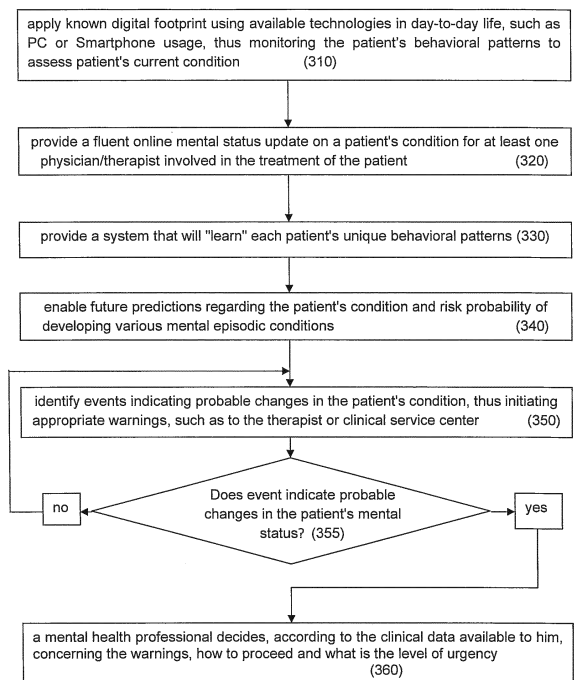 apply known digital footprint using available technologies in day-to-day life, such as
PC or Smartphone usage, thus monitoring the patient's behavioral patterns to
assess patient's current condition (310)
provide a fluent online mental status update on a patient's condition for at least one
physician/therapist involved in the treatment of the patient (320)
provide a system that will "learn" each patient's unique behavioral patterns (330)
enable future predictions regarding the patient's condition and risk probability of
developing various mental episodic conditions (340)
identify events indicating probable changes in the patient's condition, thus initiating
appropriate warnings, such as to the therapist or clinical service center (350)
Does event indicate probable
changes in the patient's mental
status? (355)
no
yes
a mental health professional decides, according to the clinical data available to him,
concerning the warnings, how to proceed and what is the level of urgency
(360)